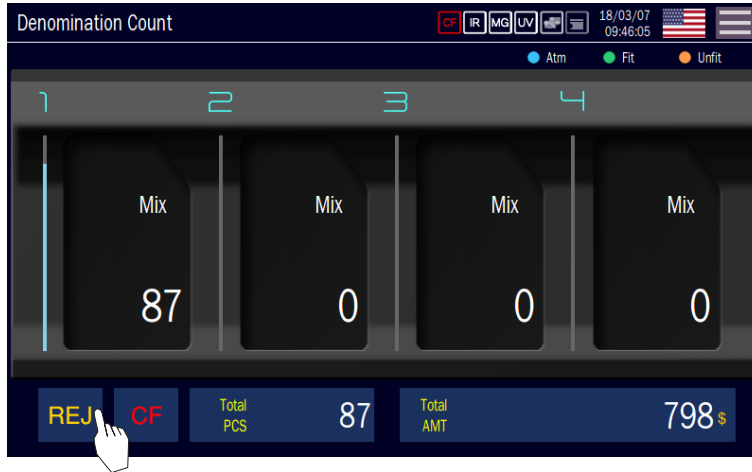 Denomination Count CF IR MG UV 18/03/07
09:46:05
Atm Fit Unfit
1 2 3 4
Mix Mix Mix Mix
87 0 0 0
REJ CF Total PCS 87 Total AMT 798 $